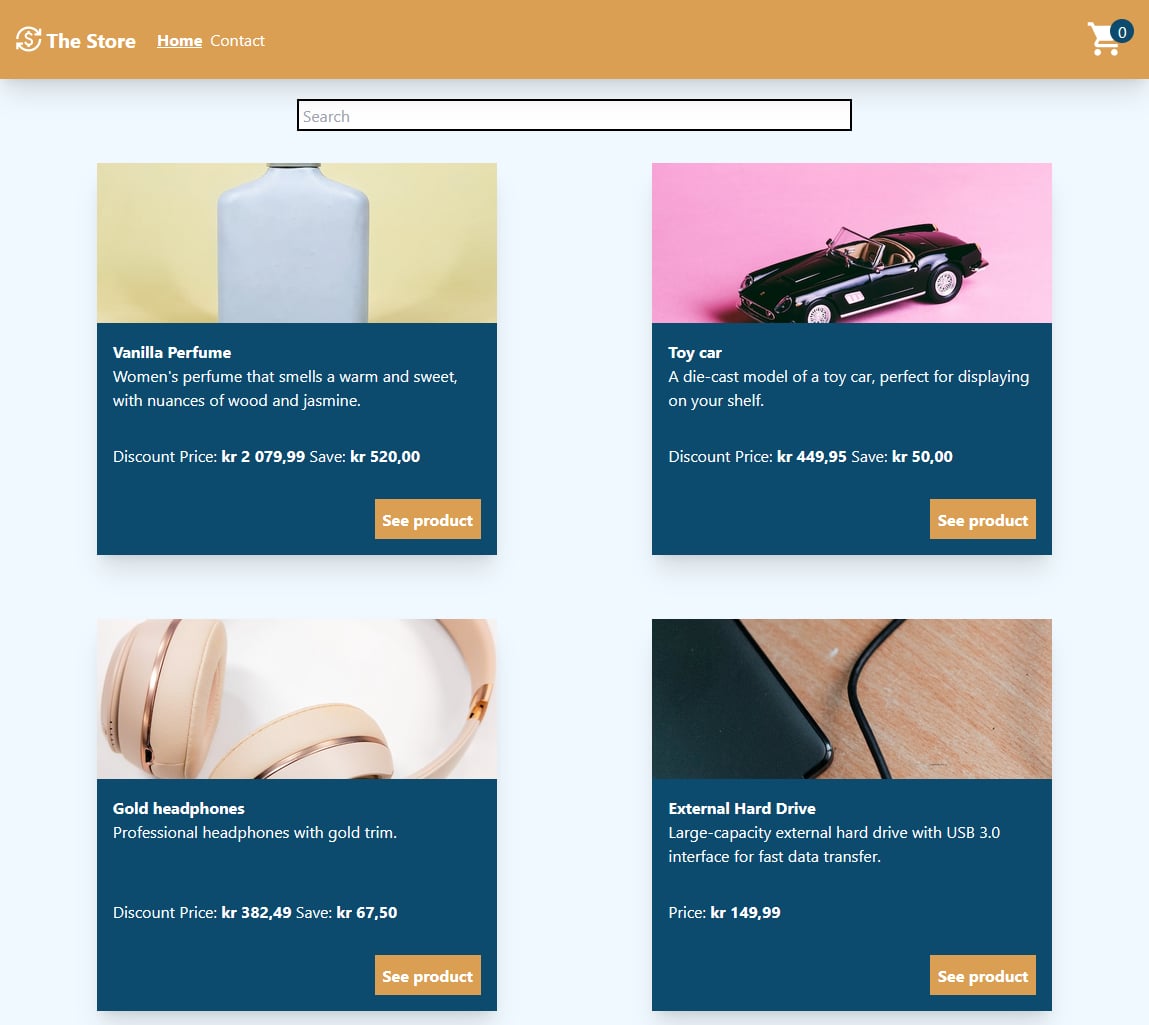 The Store Home Contact 0
Search
Vanilla Perfume
Women's perfume that smells a warm and sweet,
with nuances of wood and jasmine.
Discount Price: kr 2 079,99 Save: kr 520,00
See product
Toy car
A die-cast model of a toy car, perfect for displaying
on your shelf.
Discount Price: kr 449,95 Save: kr 50,00
See product
Gold headphones
Professional headphones with gold trim.
Discount Price: kr 382,49 Save: kr 67,50
See product
External Hard Drive
Large-capacity external hard drive with USB 3.0
interface for fast data transfer.
Price: kr 149,99
See product